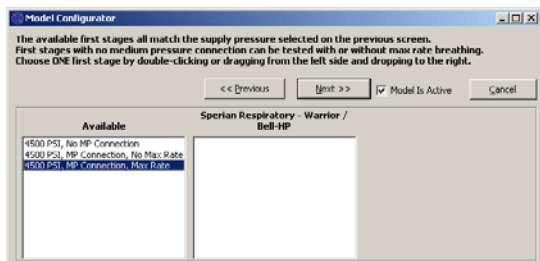 Model Configurator
The available first stages all match the supply pressure selected on the previous screen.
First stages with no medium pressure connection can be tested with or without max rate breathing.
Choose ONE first stage by double-clicking or dragging from the left side and dropping to the right.
<< Previous Next >> Model Is Active Cancel
Available
Sperian Respiratory - Warrior /
Bell-HP
4500 PSI, No MP Connection
4500 PSI, MP Connection, No Max Rate
4500 PSI, MP Connection, Max Rate